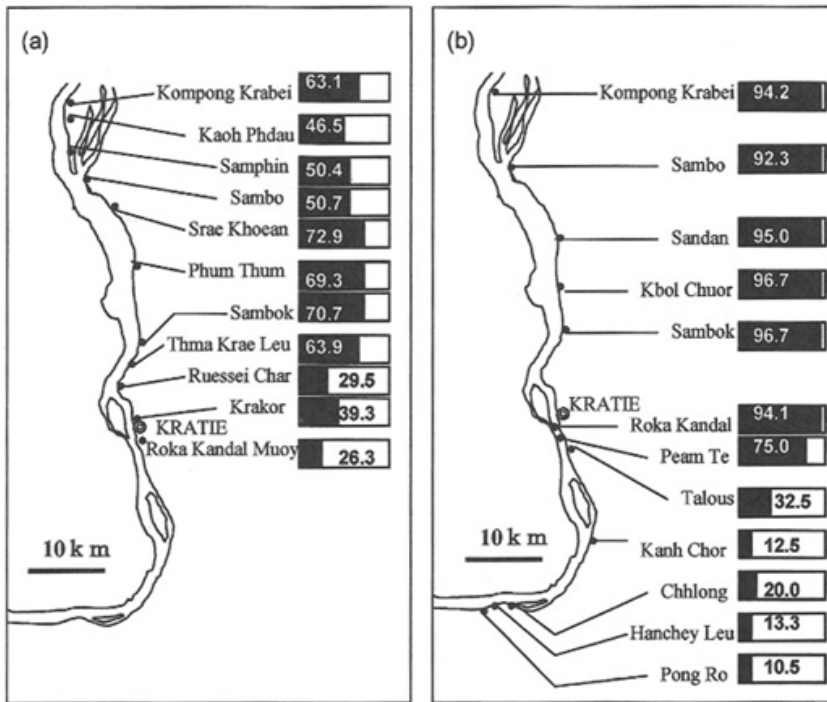 (a)
Kompong Krabei 63.1
Kaoh Phdau 46.5
Samphin 50.4
Sambo 50.7
Srae Khoean 72.9
Phum Thum 69.3
Sambok 70.7
Thma Krae Leu 63.9
Ruessei Char 29.5
Krakor 39.3
KRATIE
Roka Kandal Muoy 26.3
10 k m
(b)
Kompong Krabei 94.2
Sambo 92.3
Sandan 95.0
Kbol Chuor 96.7
Sambok 96.7
KRATIE
Roka Kandal 94.1
Peam Te 75.0
Talous 32.5
10 km
Kanh Chor 12.5
Chhlong 20.0
Hanchey Leu 13.3
Pong Ro 10.5